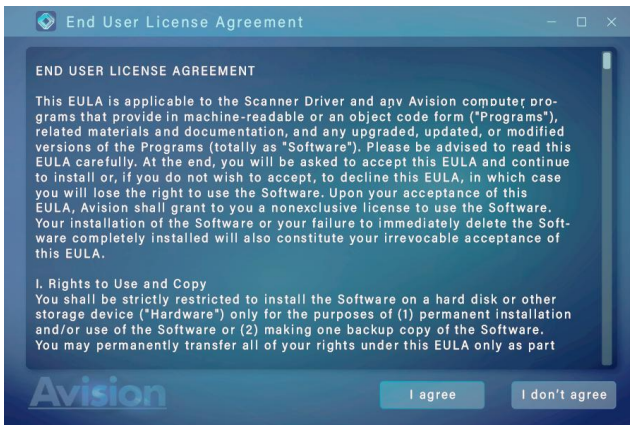 End User License Agreement
END USER LICENSE AGREEMENT
This EULA is applicable to the Scanner Driver and any Avision computer pro-
grams that provide in machine-readable or an object code form ("Programs"),
related materials and documentation, and any upgraded, updated, or modified
versions of the Programs (totally as "Software"). Please be advised to read this
EULA carefully. At the end, you will be asked to accept this EULA and continue
to install or, if you do not wish to accept, to decline this EULA, in which case
you will lose the right to use the Software. Upon your acceptance of this
EULA, Avision shall grant to you a nonexclusive license to use the Software.
Your installation of the Software or your failure to immediately delete the Soft-
ware completely installed will also constitute your irrevocable acceptance of
this EULA.
I. Rights to Use and Copy
You shall be strictly restricted to install the Software on a hard disk or other
storage device ("Hardware") only for the purposes of (1) permanent installation
and/or use of the Software or (2) making one backup copy of the Software.
You may permanently transfer all of your rights under this EULA only as part
Avision
I agree
I don't agree